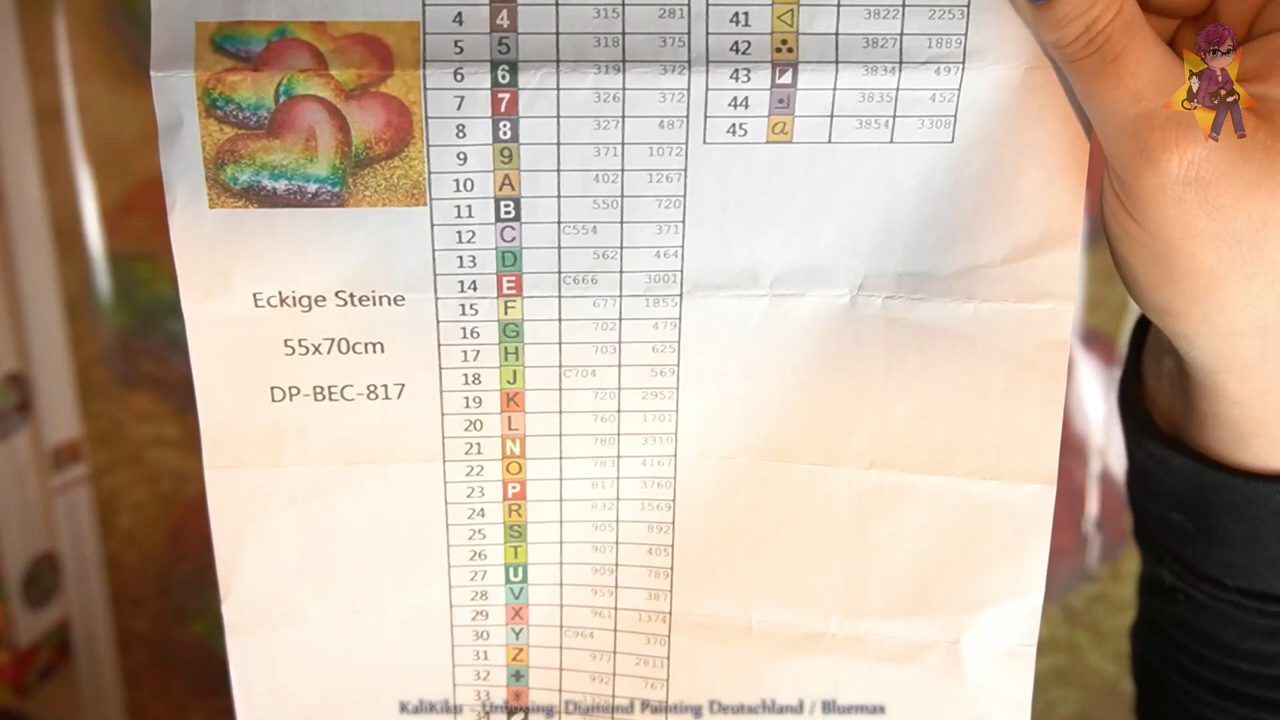 4 4 315 281
5 5 318 375
6 6 319 372
7 7 326 372
8 8 327 487
9 9 371 1072
10 A 402 1267
11 B 550 720
12 C C554 371
13 D 562 464
14 E C666 3001
15 F 677 1855
16 G 702 479
17 H 703 625
18 J C704 569
19 K 720 2952
20 L 760 1701
21 N 780 3310
22 O 783 4167
23 P 817 3760
24 R 832 1569
25 S 905 892
26 T 907 405
27 U 909 789
28 V 959 387
29 X 961 1374
30 Y C964 370
31 Z 977 2811
32 + 992 767
33 *
41 3822 2253
42 3827 1889
43 3834 497
44 3835 452
45 a 3854 3308
Eckige Steine
55x70cm
DP-BEC-817
KaliKiku - Unboxing Diamond Painting Deutschland / Bluemax